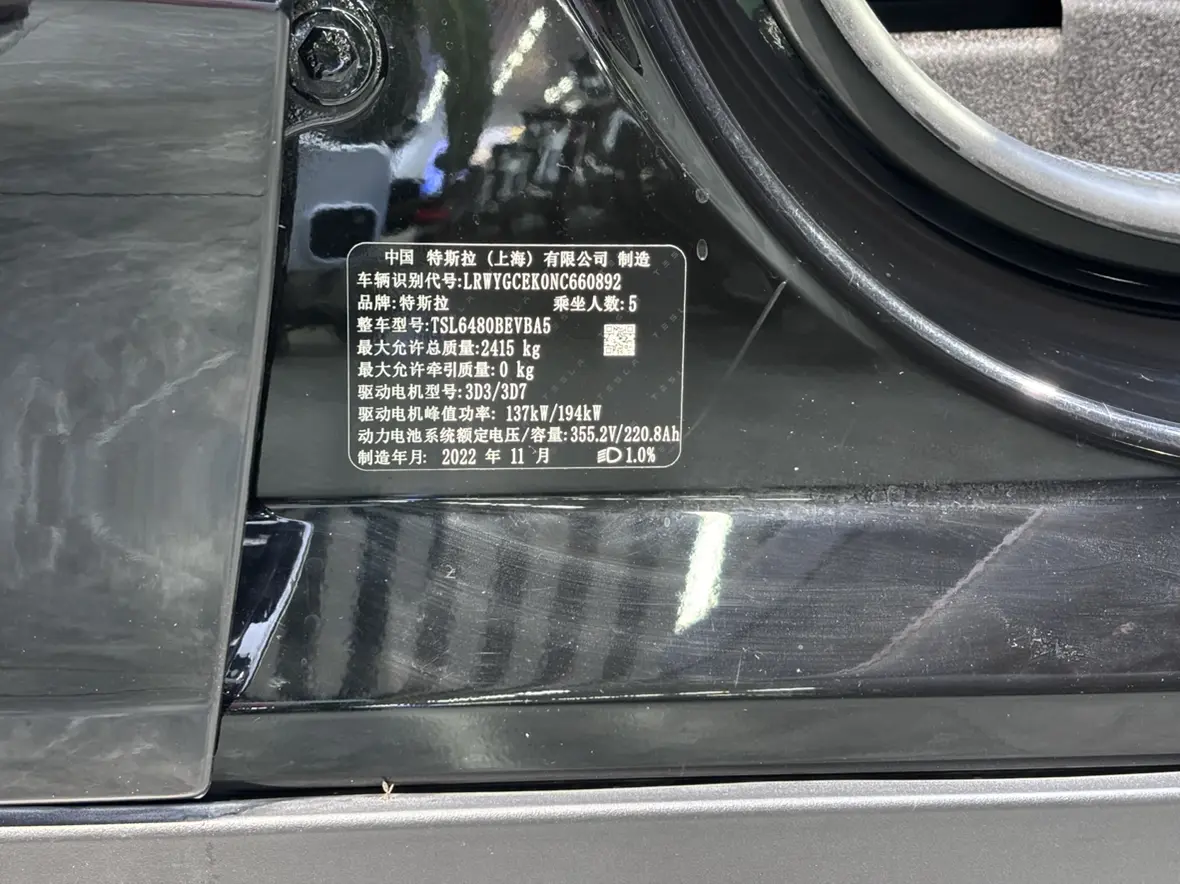 中国 特斯拉(上海)有限公司 制造
车辆识别代号:LRWYGCEK0NC660892
品牌:特斯拉 乘坐人数:5
整车型号:TSL6480BEVBA5
最大允许总质量:2415 kg
最大允许牵引质量:0 kg
驱动电机型号:3D3/3D7
驱动电机峰值功率: 137kW/194kW
动力电池系统额定电压/容量:355.2V/220.8Ah
制造年月: 2022 年 11 月 1.0%